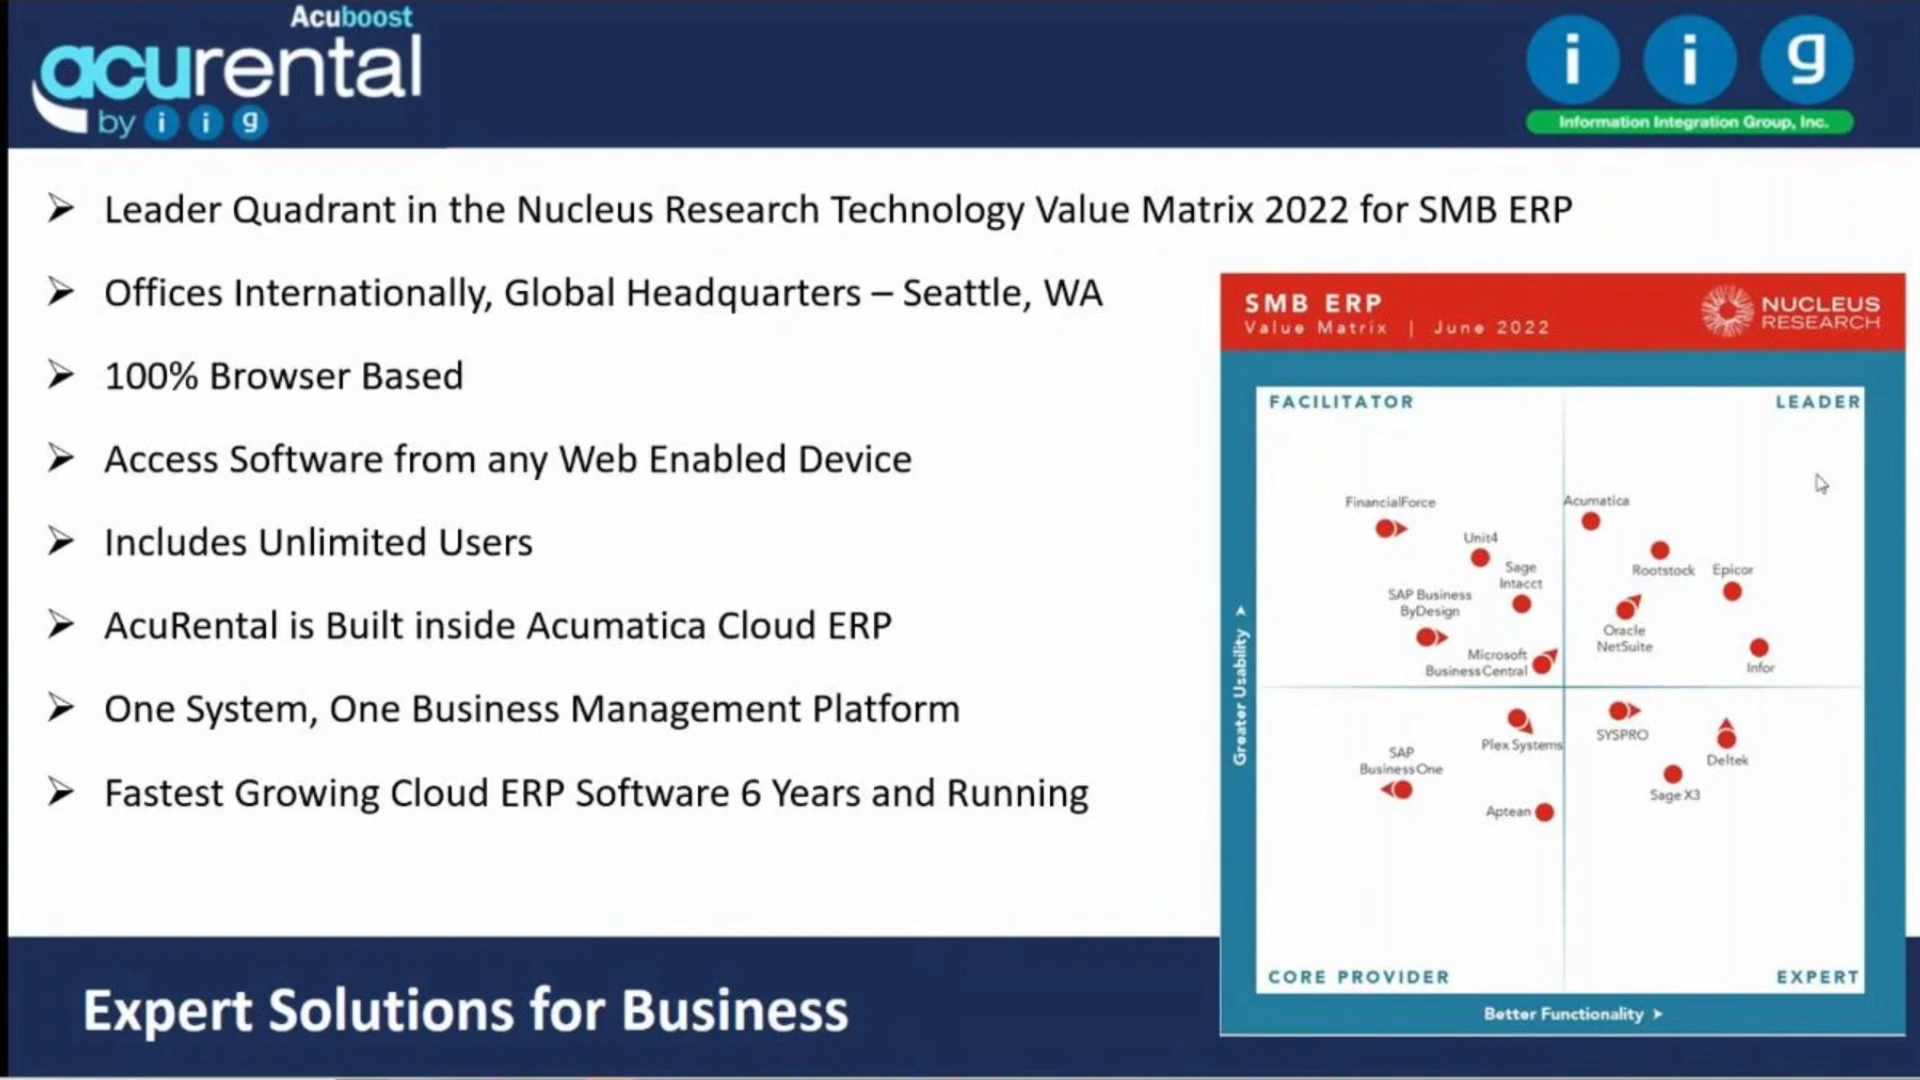 Acuboost
acurental
by i i g
i i g
Information Integration Group, Inc.
Leader Quadrant in the Nucleus Research Technology Value Matrix 2022 for SMB ERP
Offices Internationally, Global Headquarters – Seattle, WA
100% Browser Based
Access Software from any Web Enabled Device
Includes Unlimited Users
AcuRental is Built inside Acumatica Cloud ERP
One System, One Business Management Platform
Fastest Growing Cloud ERP Software 6 Years and Running
SMB ERP
Value Matrix | June 2022
NUCLEUS
RESEARCH
FACILITATOR
LEADER
FinancialForce
Acumatica
Unit4
Sage
Intacct
Rootstock
Epicor
SAP Business
ByDesign
Oracle
NetSuite
Microsoft
Business Central
Infor
Plex Systems
SYSPRO
SAP
Business One
Deltek
Sage X3
Aptean
CORE PROVIDER
EXPERT
Greater Usability
Better Functionality
Expert Solutions for Business